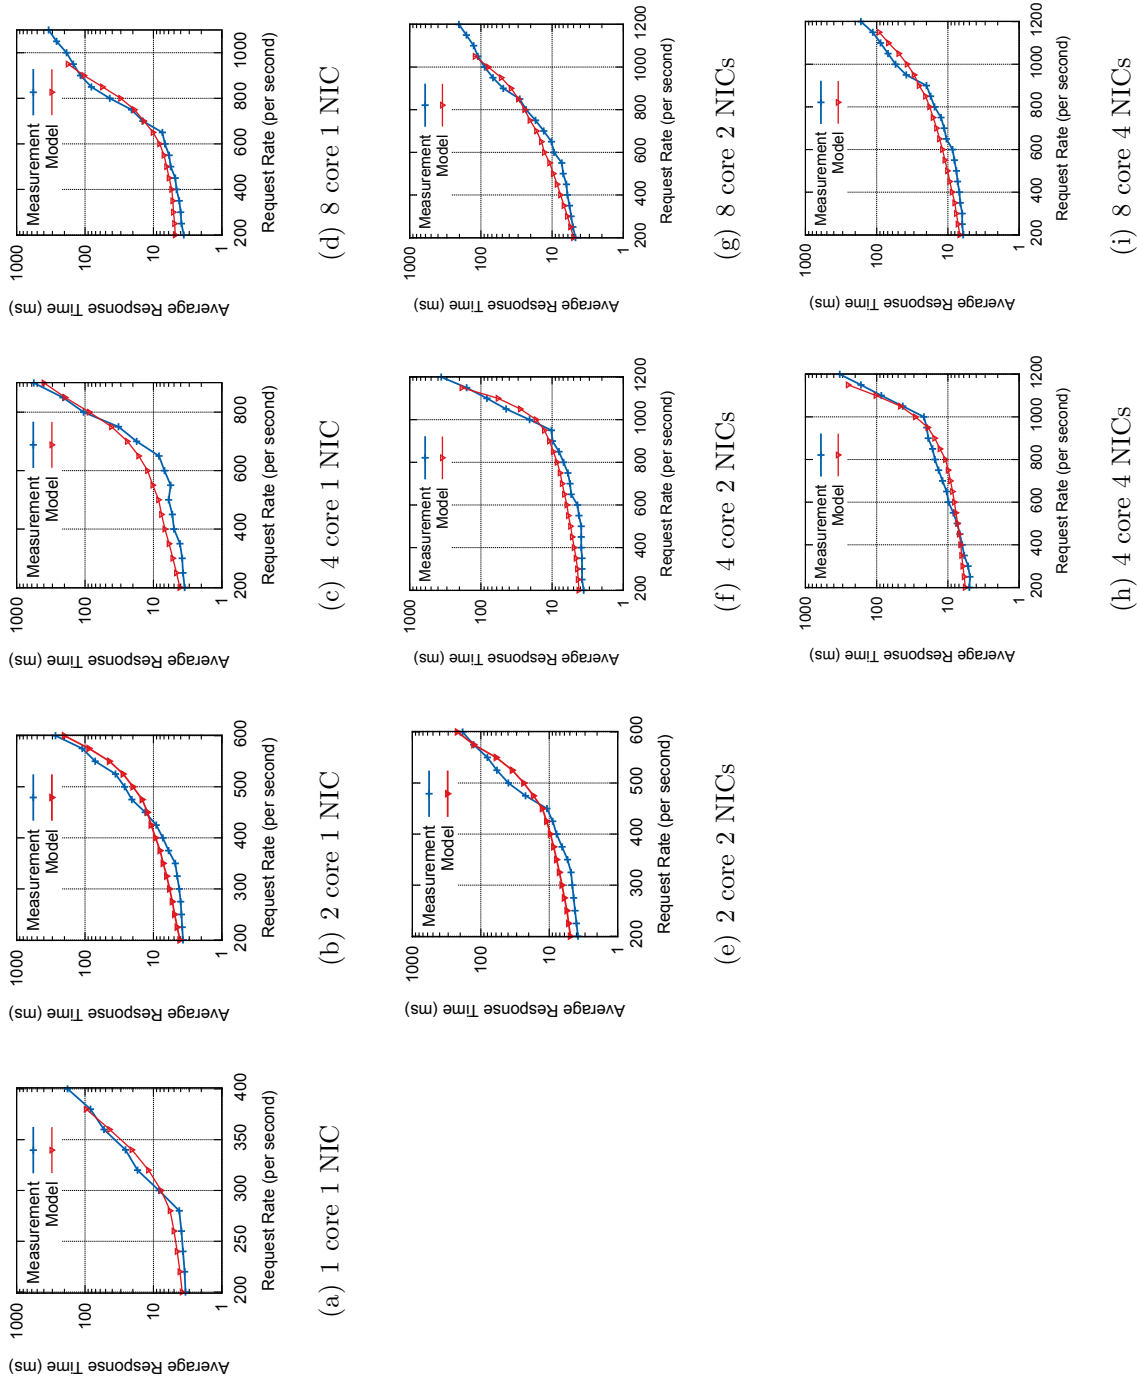 Average Response Time (ms)
1000
100
10
1
Measurement
Model
200 250 300 350 400
Request Rate (per second)
(a) 1 core 1 NIC
Average Response Time (ms)
1000
100
10
1
Measurement
Model
200 300 400 500 600
Request Rate (per second)
(b) 2 core 1 NIC
Average Response Time (ms)
1000
100
10
1
Measurement
Model
200 400 600 800
Request Rate (per second)
(c) 4 core 1 NIC
Average Response Time (ms)
1000
100
10
1
Measurement
Model
200 400 600 800 1000
Request Rate (per second)
(d) 8 core 1 NIC
Average Response Time (ms)
1000
100
10
1
Measurement
Model
200 300 400 500 600
Request Rate (per second)
(e) 2 core 2 NICs
Average Response Time (ms)
1000
100
10
1
Measurement
Model
200 400 600 800 1000 1200
Request Rate (per second)
(f) 4 core 2 NICs
Average Response Time (ms)
1000
100
10
1
Measurement
Model
200 400 600 800 1000 1200
Request Rate (per second)
(g) 8 core 2 NICs
Average Response Time (ms)
1000
100
10
1
Measurement
Model
200 400 600 800 1000 1200
Request Rate (per second)
(h) 4 core 4 NICs
Average Response Time (ms)
1000
100
10
1
Measurement
Model
200 400 600 800 1000 1200
Request Rate (per second)
(i) 8 core 4 NICs